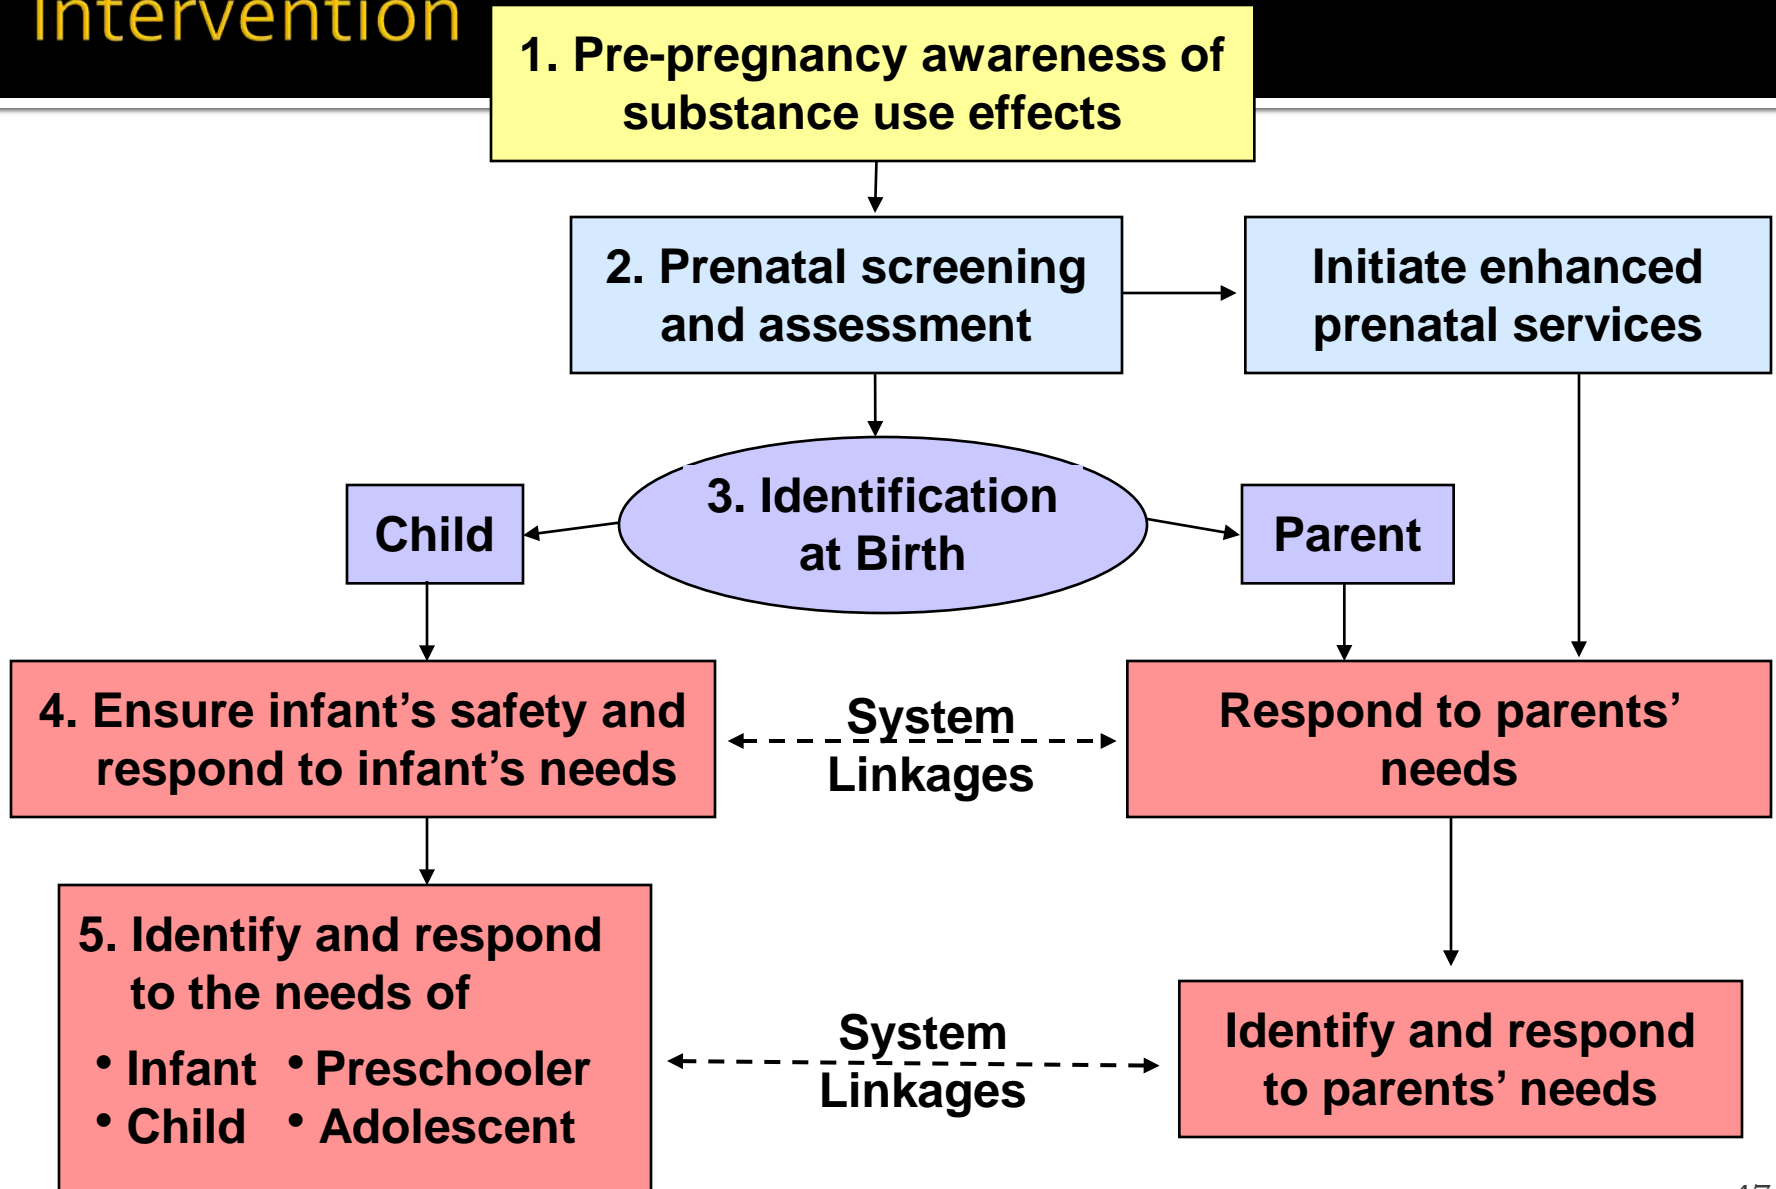 Intervention
1. Pre-pregnancy awareness of
substance use effects
2. Prenatal screening
and assessment
Initiate enhanced
prenatal services
3. Identification
at Birth
Child
Parent
4. Ensure infant’s safety and
respond to infant’s needs
System
Linkages
Respond to parents’
needs
5. Identify and respond
to the needs of
• Infant • Preschooler
• Child • Adolescent
System
Linkages
Identify and respond
to parents’ needs